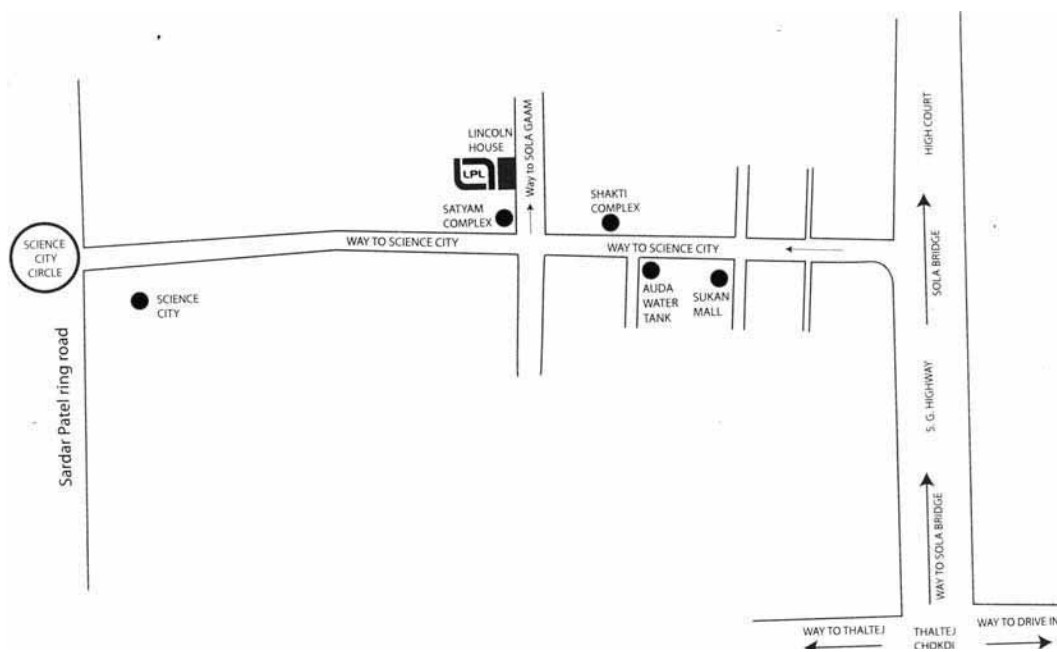 LINCOLN
HOUSE
LPL
Way to SOLA GAAM
SATYAM
COMPLEX
SHAKTI
COMPLEX
HIGH COURT
SCIENCE
CITY
CIRCLE
WAY TO SCIENCE CITY
WAY TO SCIENCE CITY
SOLA BRIDGE
SCIENCE
CITY
AUDA
WATER
TANK
SUKAN
MALL
Sardar Patel ring road
S. G. HIGHWAY
WAY TO SOLA BRIDGE
WAY TO THALTEJ
THALTEJ
CHOKDI
WAY TO DRIVE IN